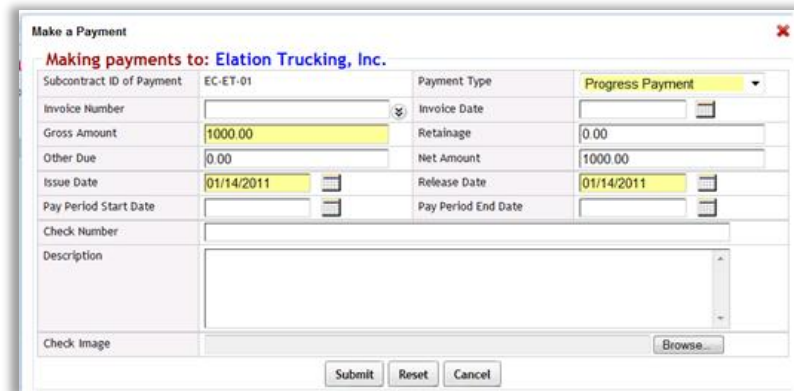 Make a Payment
Making payments to: Elation Trucking, Inc.
Subcontract ID of Payment EC-ET-01 Payment Type Progress Payment
Invoice Number Invoice Date
Gross Amount 1000.00 Retainage 0.00
Other Due 0.00 Net Amount 1000.00
Issue Date 01/14/2011 Release Date 01/14/2011
Pay Period Start Date Pay Period End Date
Check Number
Description
Check Image Browse...
Submit Reset Cancel